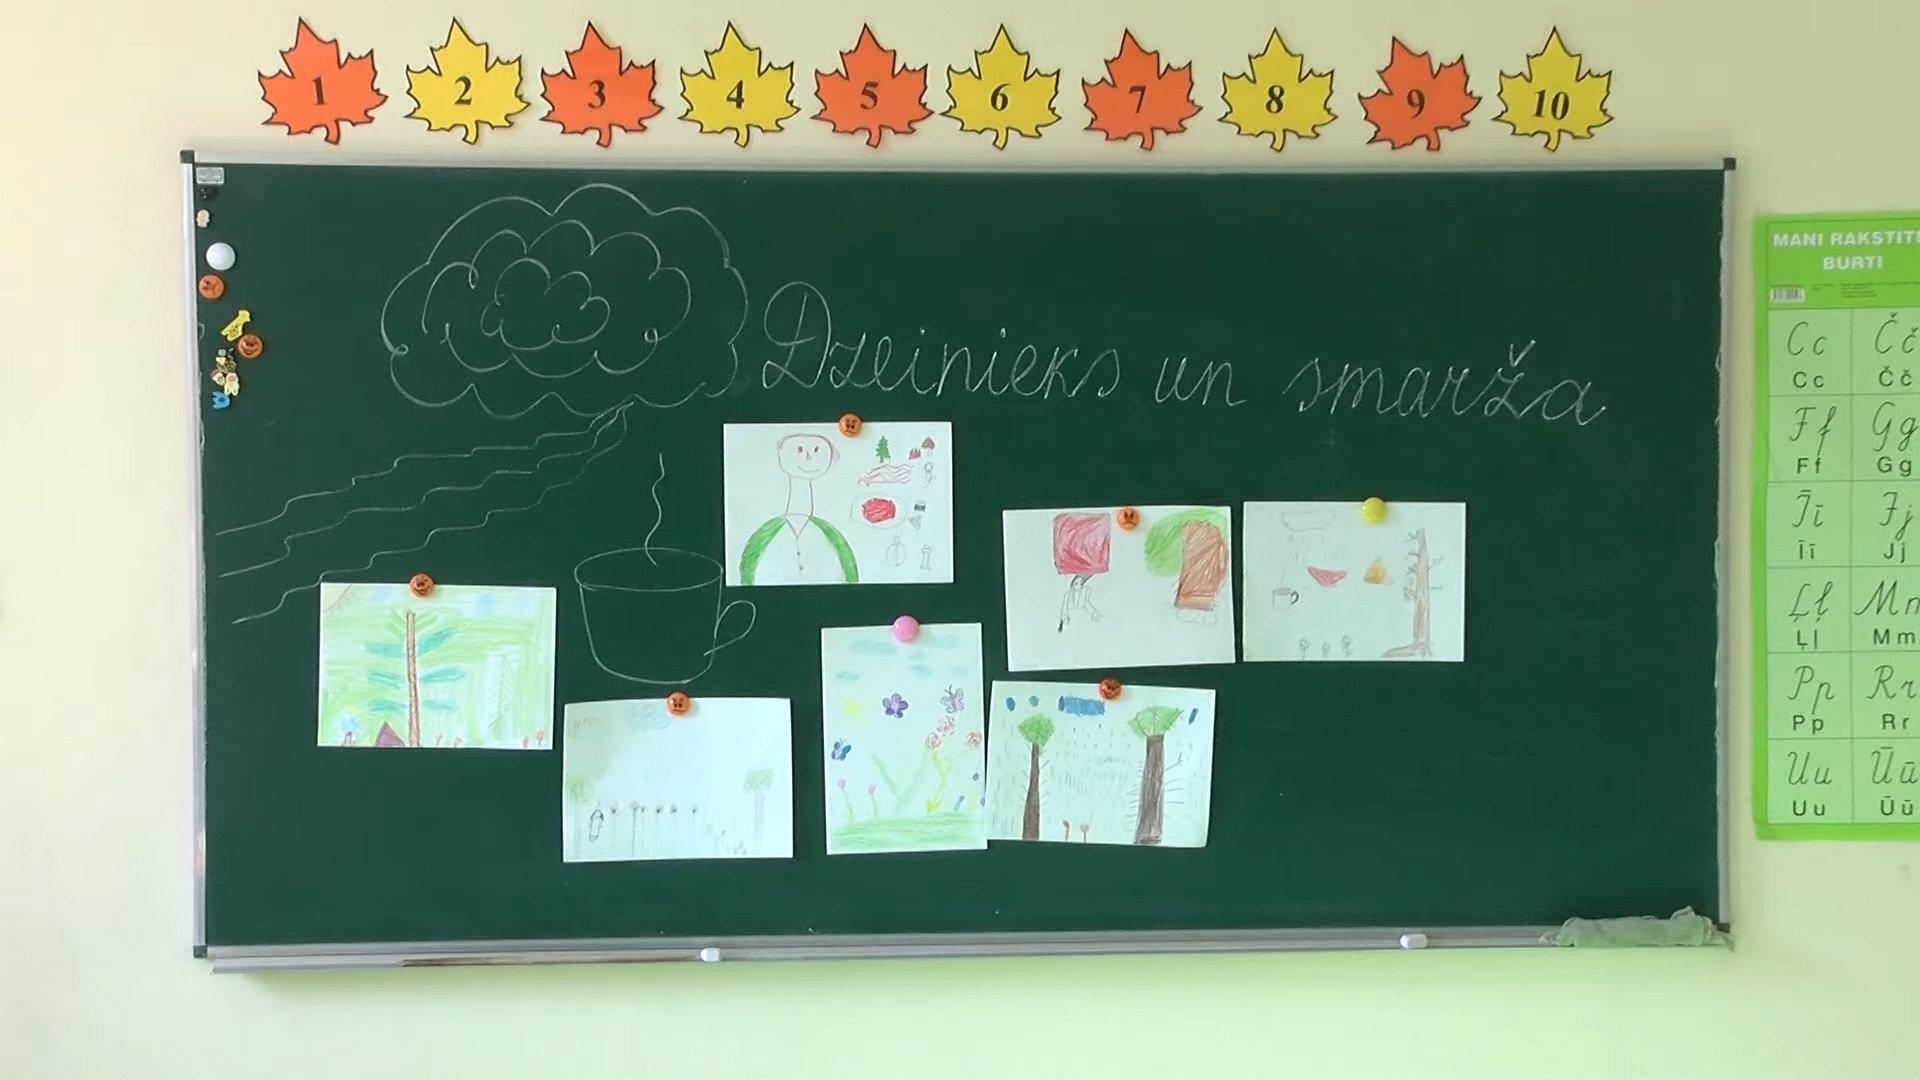 1 2 3 4 5 6 7 8 9 10
Dzeinieks un smarža
MANI RAKSTĪTI
BURTI
Cc Čč
Cc Čč
Ff Gg
Ff Gg
Īī Jj
Īī Jj
Ļļ Mm
Ļļ Mm
Pp Rr
Pp Rr
Uu Ūū
Uu Ūū